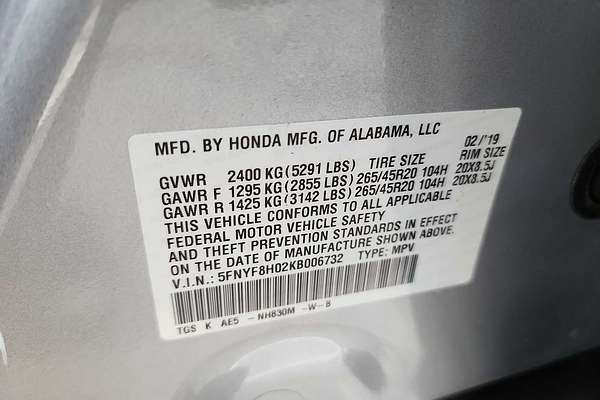 MFD. BY HONDA MFG. OF ALABAMA, LLC 02/'19
GVWR 2400 KG (5291 LBS) TIRE SIZE RIM SIZE
GAWR F 1295 KG (2855 LBS) 265/45R20 104H 20X8.5J
GAWR R 1425 KG (3142 LBS) 265/45R20 104H 20X8.5J
THIS VEHICLE CONFORMS TO ALL APPLICABLE
FEDERAL MOTOR VEHICLE SAFETY
AND THEFT PREVENTION STANDARDS IN EFFECT
ON THE DATE OF MANUFACTURE SHOWN ABOVE.
V.I.N.: 5FNYF8H02KB006732 TYPE: MPV
TGS K AE5 - NH830M -W-B